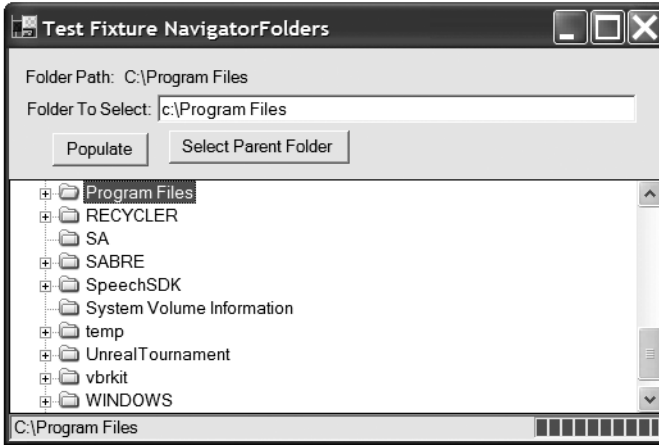 Test Fixture NavigatorFolders
Folder Path: C:\Program Files
Folder To Select: c:\Program Files
Populate Select Parent Folder
Program Files
RECYCLER
SA
SABRE
SpeechSDK
System Volume Information
temp
UnrealTournament
vbrkit
WINDOWS
C:\Program Files